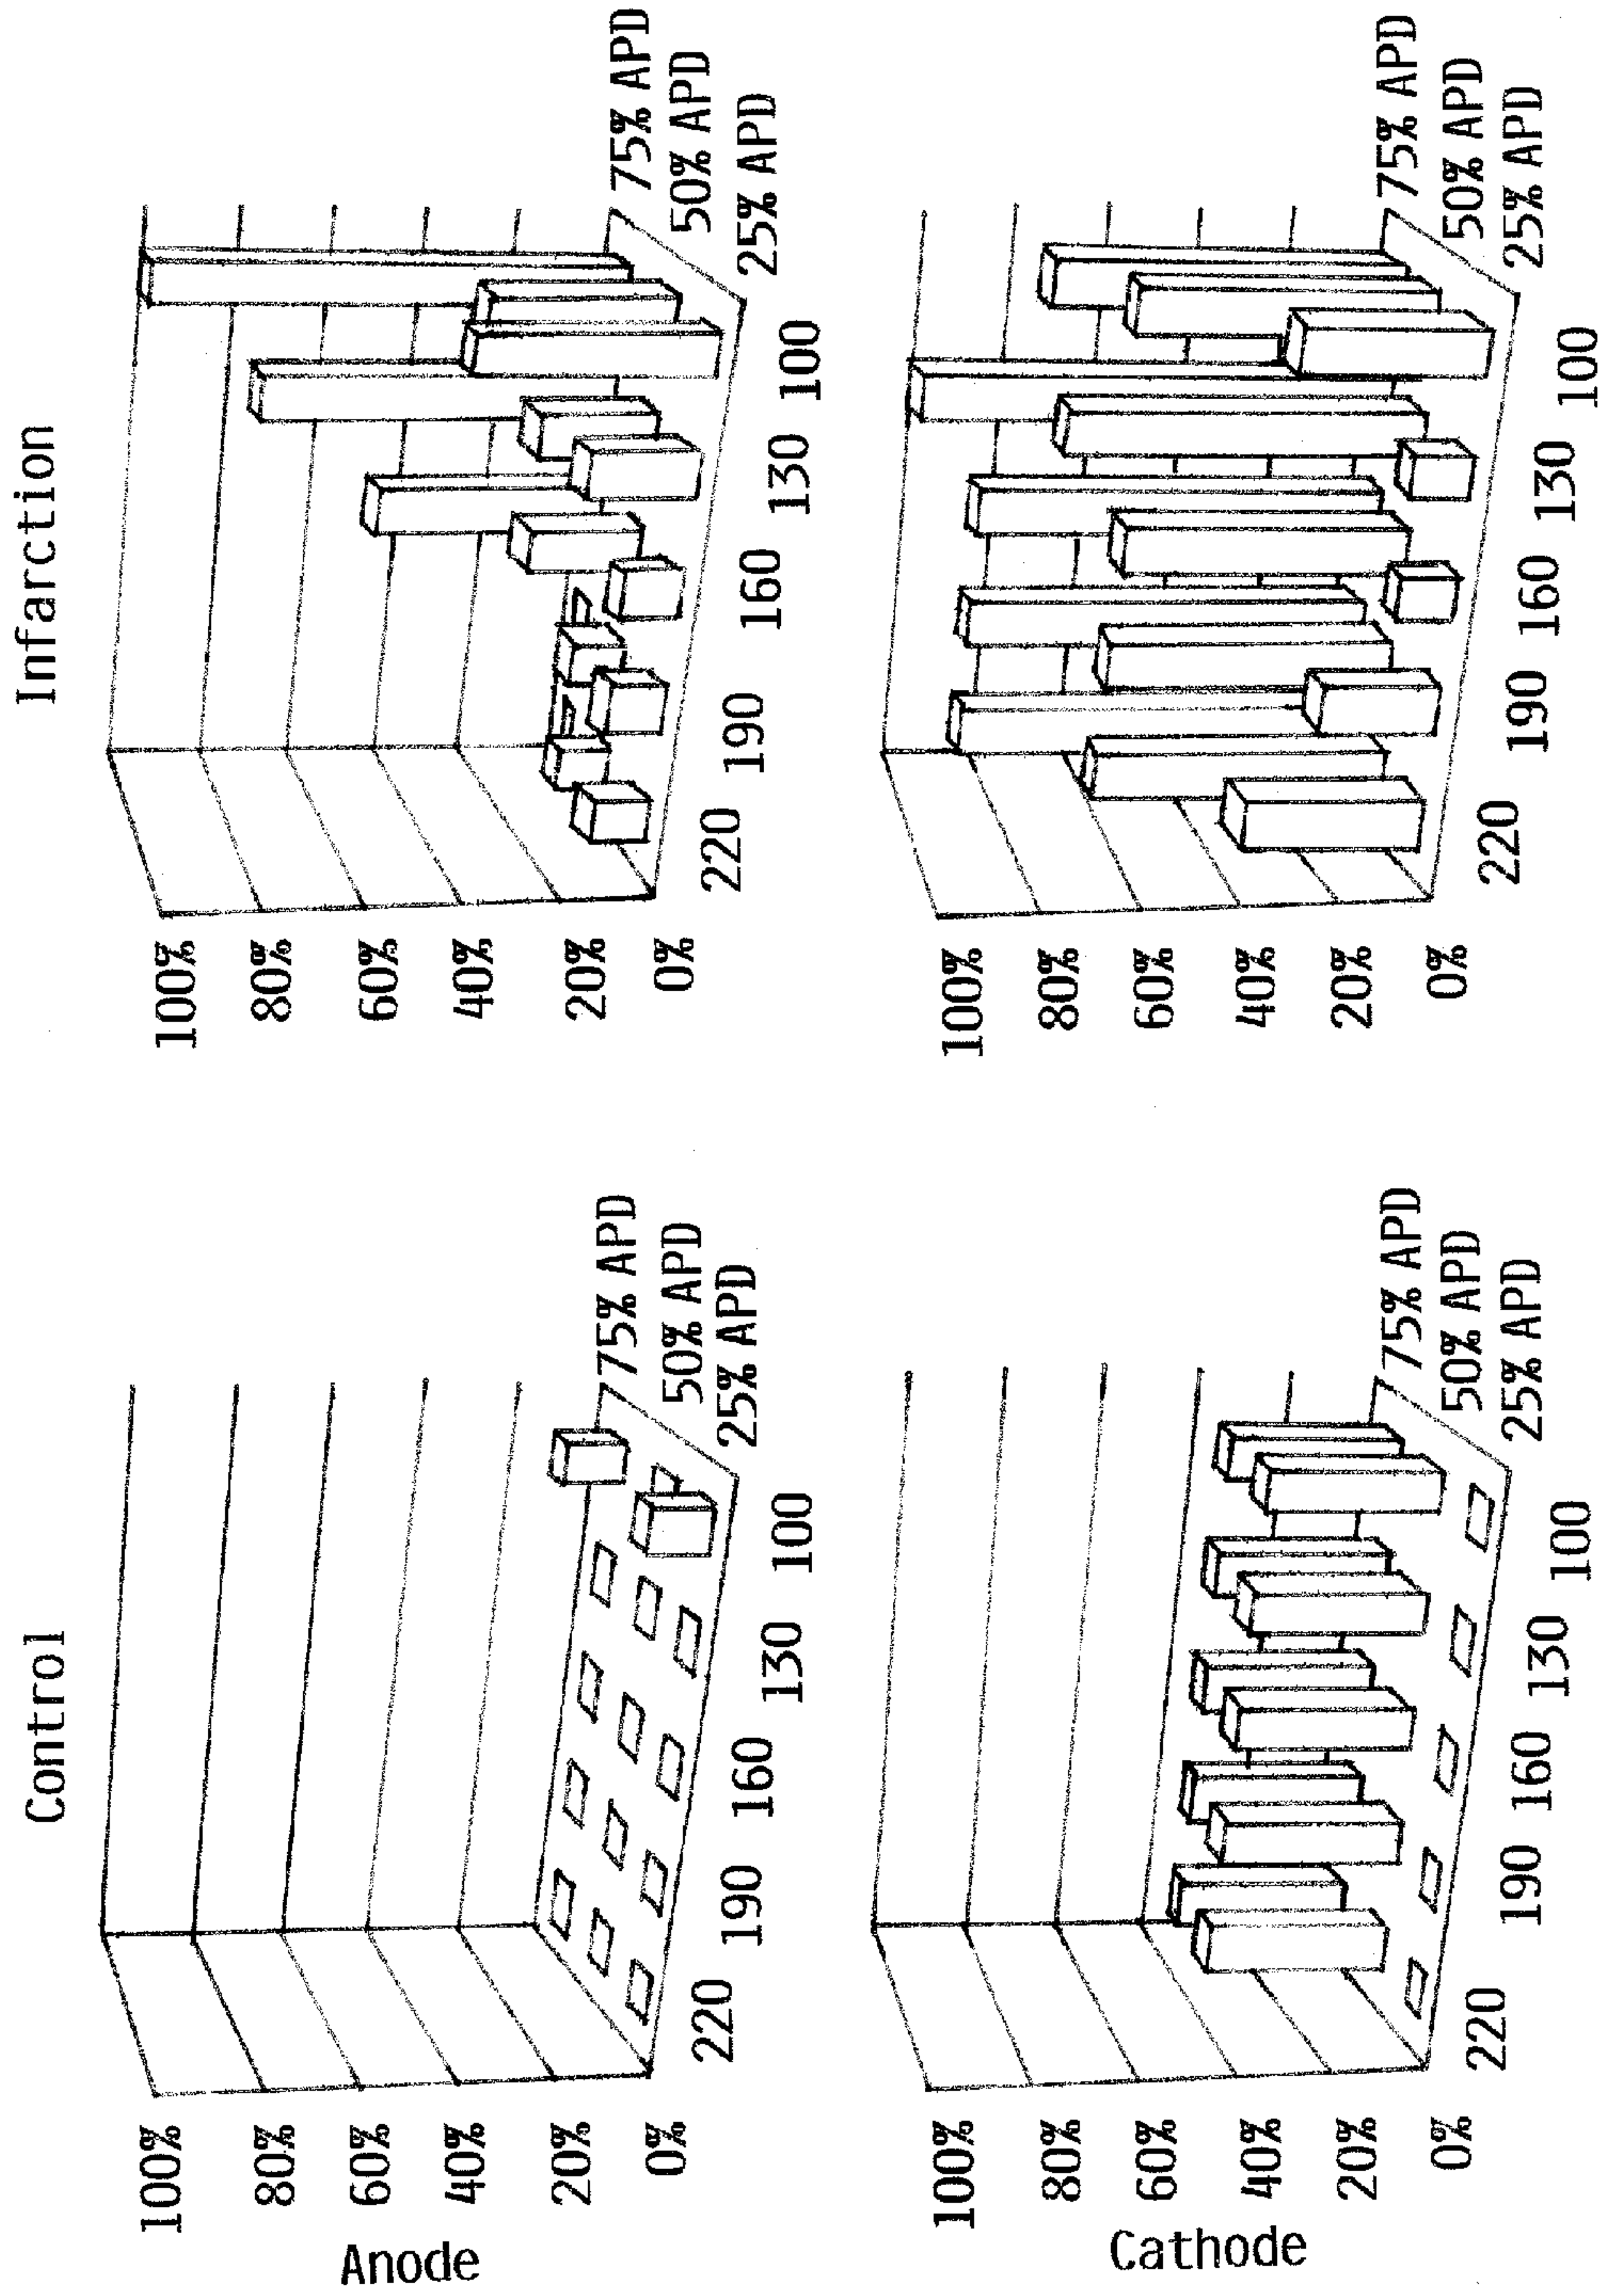 Control
Infarction
Anode
100%
80%
60%
40%
20%
0%
220
190
160
130
100
75% APD
50% APD
25% APD
100%
80%
60%
40%
20%
0%
220
190
160
130
100
75% APD
50% APD
25% APD
Cathode
100%
80%
60%
40%
20%
0%
220
190
160
130
100
75% APD
50% APD
25% APD
100%
80%
60%
40%
20%
0%
220
190
160
130
100
75% APD
50% APD
25% APD